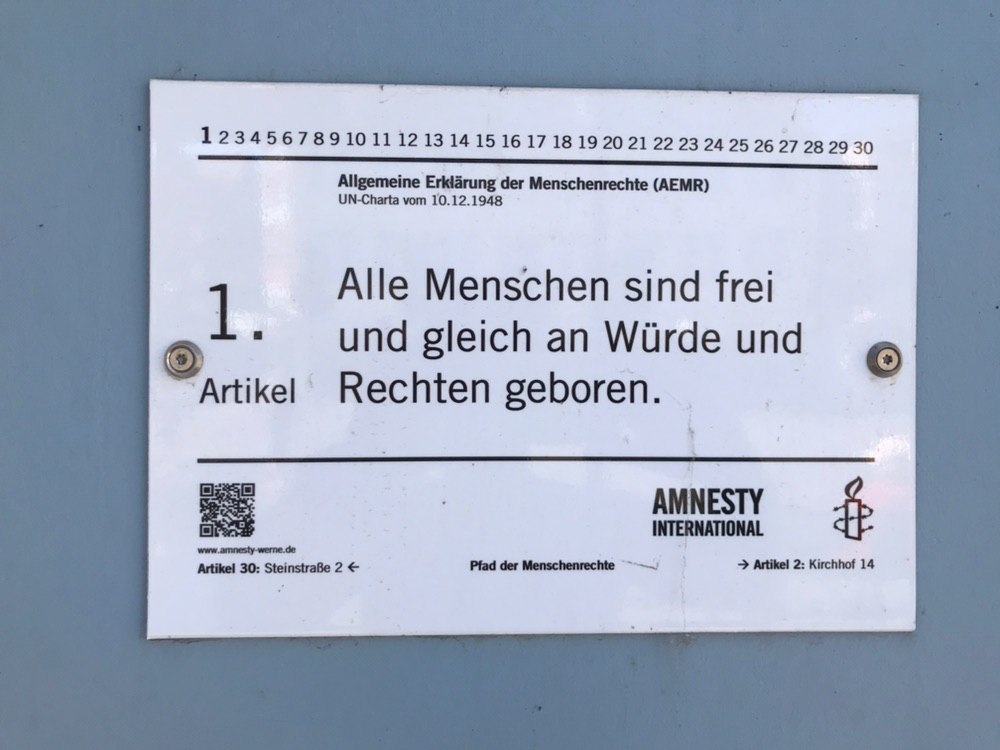 1 2 3 4 5 6 7 8 9 10 11 12 13 14 15 16 17 18 19 20 21 22 23 24 25 26 27 28 29 30
Allgemeine Erklärung der Menschenrechte (AEMR)
UN-Charta vom 10.12.1948
1.
Artikel
Alle Menschen sind frei
und gleich an Würde und
Rechten geboren.
AMNESTY
INTERNATIONAL
www.amnesty-werne.de
Artikel 30: Steinstraße 2 ←
Pfad der Menschenrechte
→ Artikel 2: Kirchhof 14